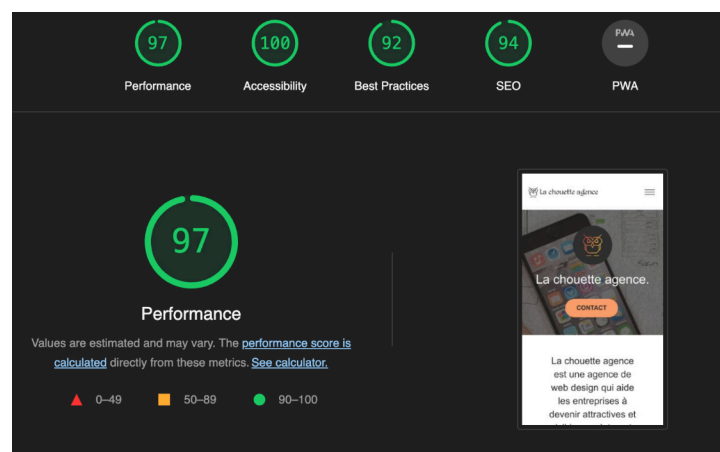 97 100 92 94 PWA
Performance Accessibility Best Practices SEO PWA
97
Performance
Values are estimated and may vary. The performance score is
calculated directly from these metrics. See calculator.
0–49 50–89 90–100
La chouette agence
La chouette agence.
CONTACT
La chouette agence
est une agence de
web design qui aide
les entreprises à
devenir attractives et